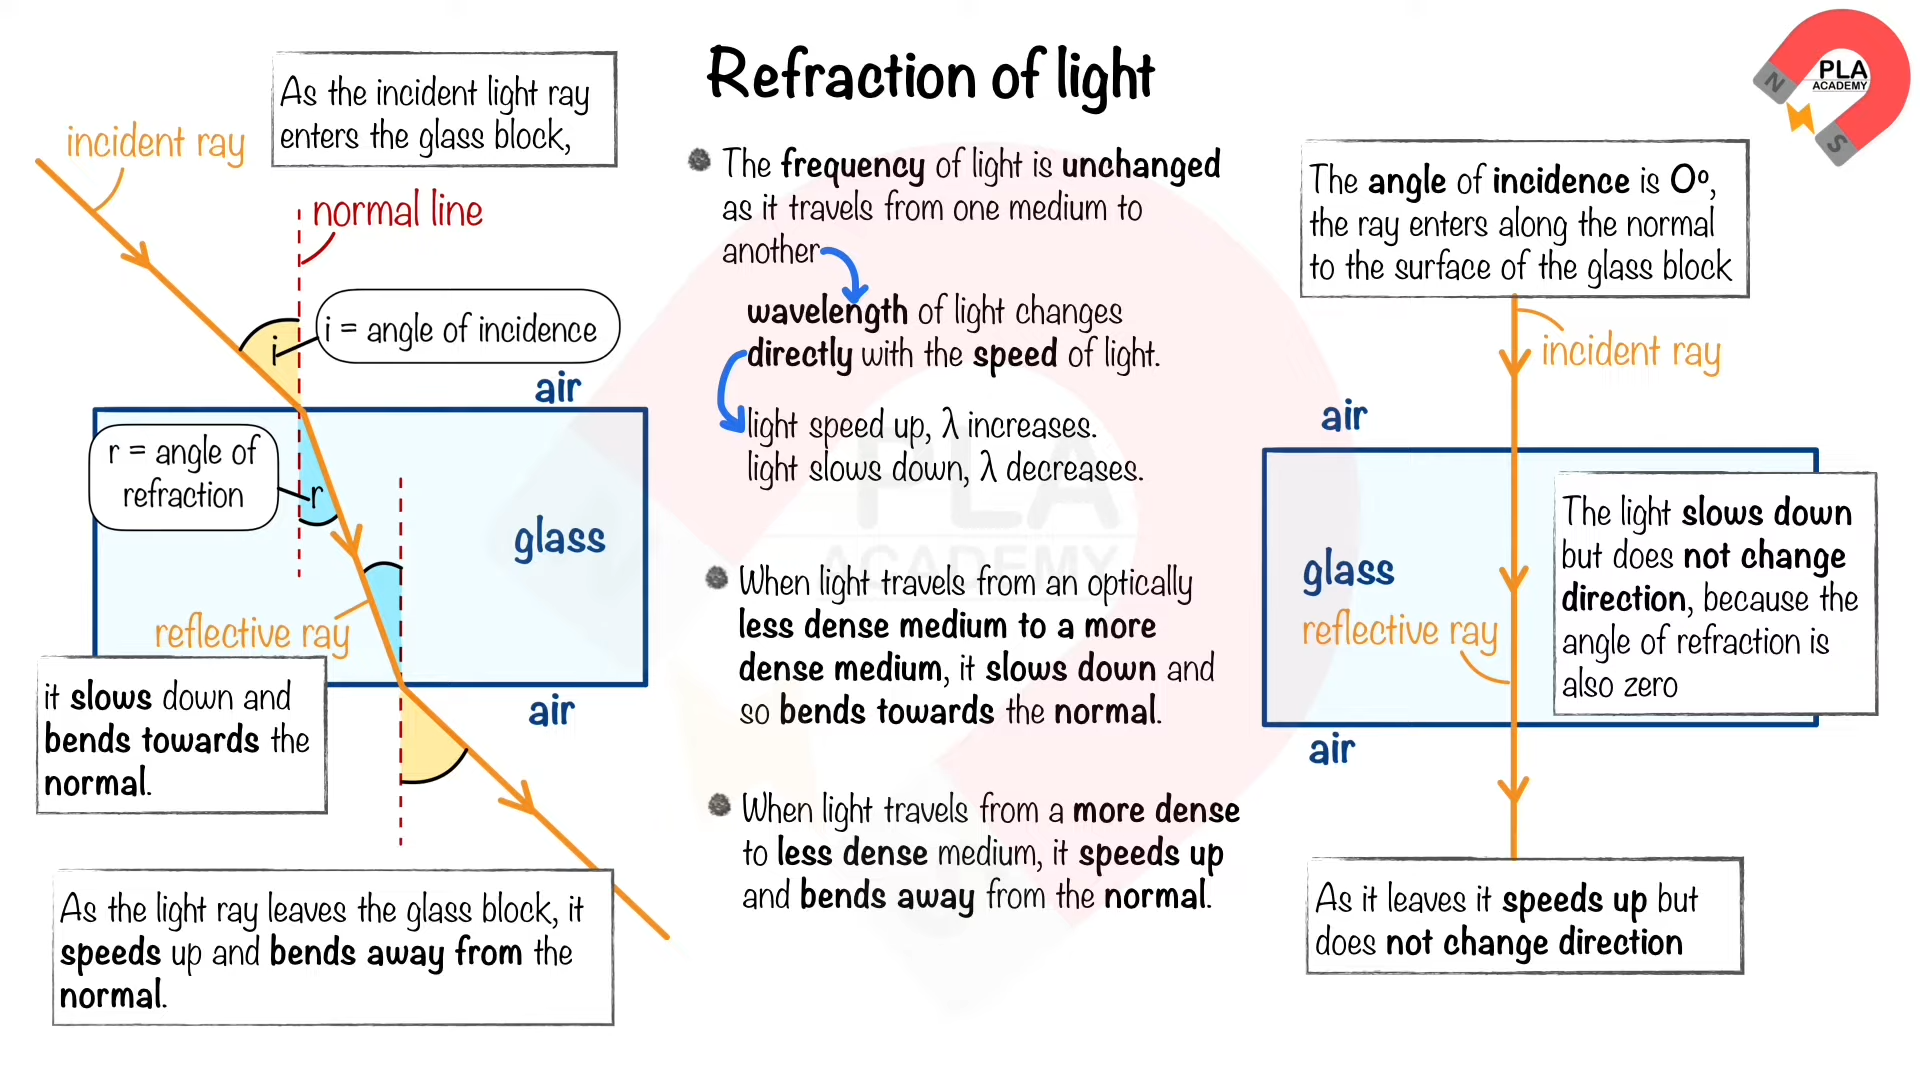 Refraction of light
PLA
ACADEMY
N
S
As the incident light ray
enters the glass block,
incident ray
normal line
i
i = angle of incidence
air
r = angle of
refraction
r
glass
reflective ray
it slows down and
bends towards the
normal.
air
As the light ray leaves the glass block, it
speeds up and bends away from the
normal.
The frequency of light is unchanged
as it travels from one medium to
another
wavelength of light changes
directly with the speed of light.
light speed up, λ increases.
light slows down, λ decreases.
PLA
ACADEMY
When light travels from an optically
less dense medium to a more
dense medium, it slows down and
so bends towards the normal.
When light travels from a more dense
to less dense medium, it speeds up
and bends away from the normal.
The angle of incidence is 0º,
the ray enters along the normal
to the surface of the glass block
incident ray
air
glass
reflective ray
The light slows down
but does not change
direction, because the
angle of refraction is
also zero
air
As it leaves it speeds up but
does not change direction